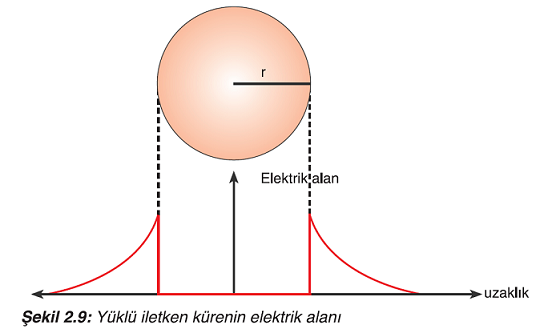 r
Elektrik alan
uzaklık
Şekil 2.9: Yüklü iletken kürenin elektrik alanı